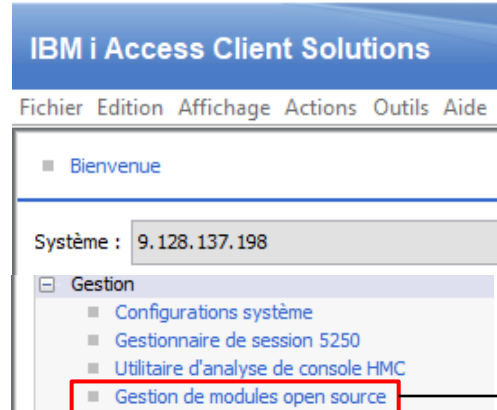 IBM i Access Client Solutions
Fichier Edition Affichage Actions Outils Aide
Bienvenue
Système : 9.128.137.198
Gestion
Configurations système
Gestionnaire de session 5250
Utilitaire d'analyse de console HMC
Gestion de modules open source